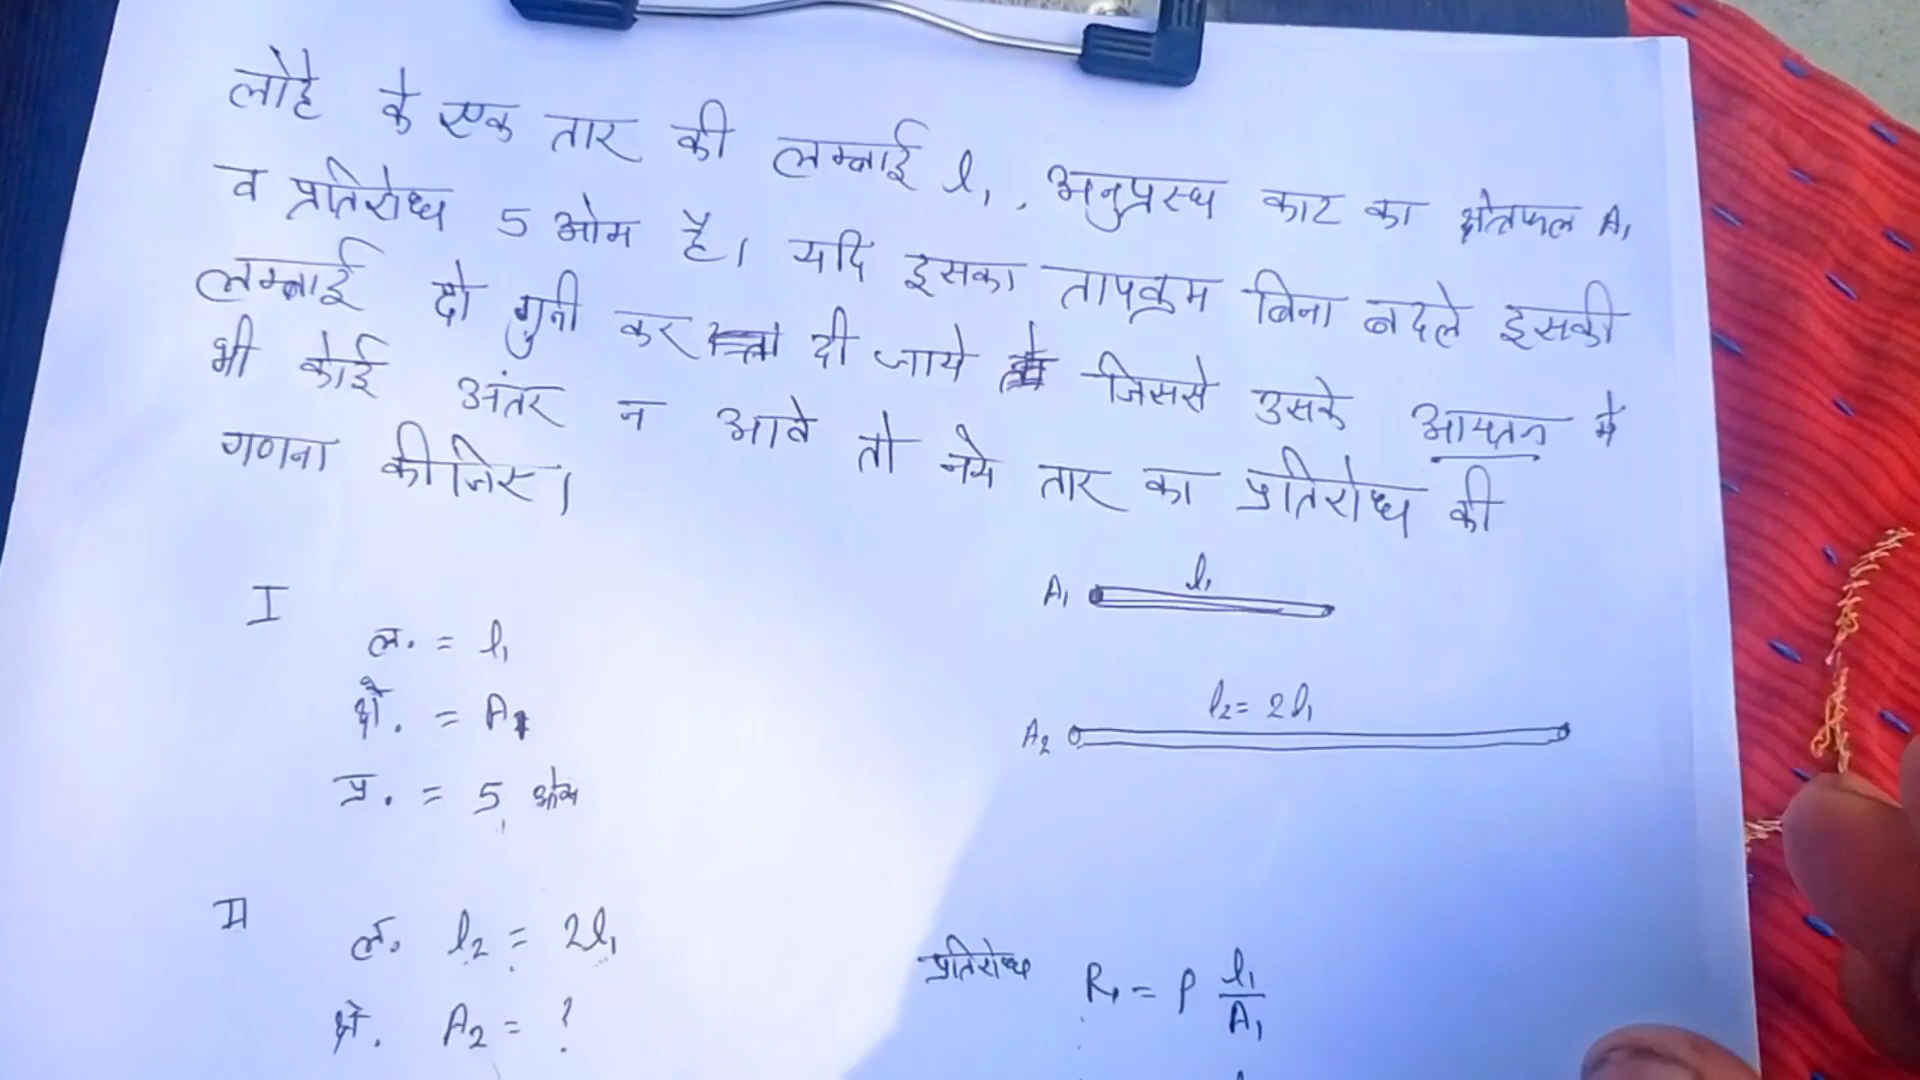 लोहे के एक तार की लम्बाई l₁, अनुप्रस्थ काट का क्षेत्रफल A₁
व प्रतिरोध 5 ओम है। यदि इसका तापक्रम बिना बदले इसकी
लम्बाई दो गुनी कर दी जाये जिससे उसके आयतन मे
भी कोई अंतर न आवे तो नये तार का प्रतिरोध की
गणना कीजिए।
A₁ l₁
I
ल. = l₁
क्षे. = A₁
A₂ l₂ = 2l₁
प्र. = 5 ओम
II
ल. l₂ = 2l₁
प्रतिरोध R₁ = ρ l₁/A₁
क्षे. A₂ = ?